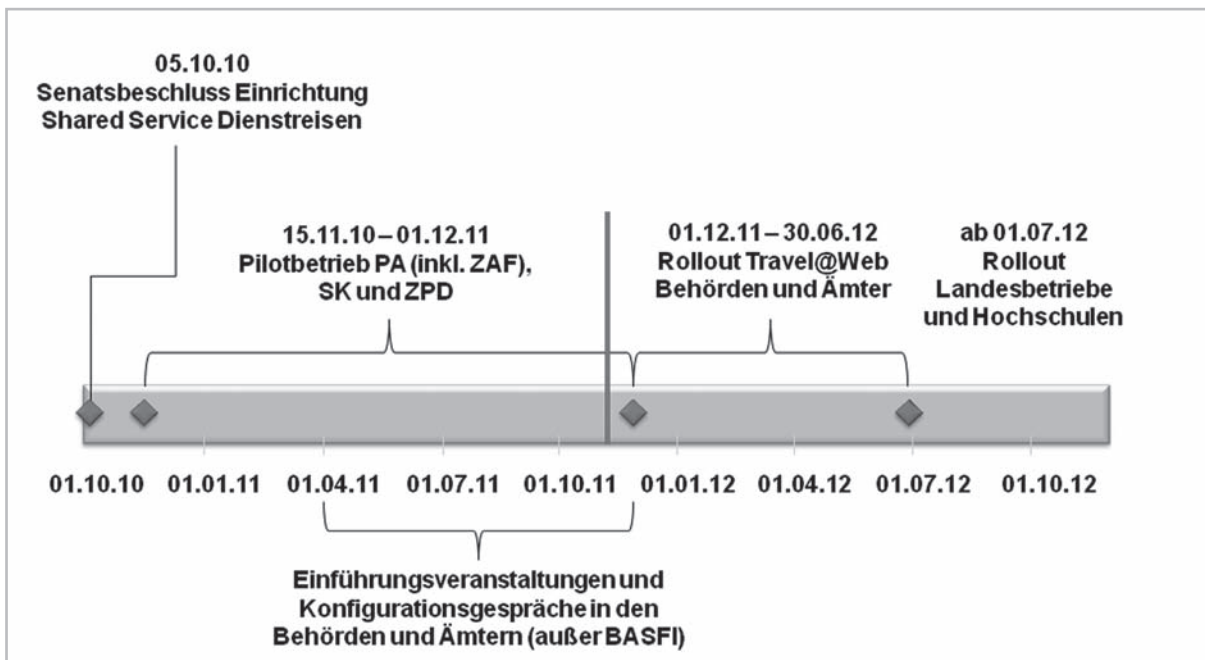 05.10.10
Senatsbeschluss Einrichtung
Shared Service Dienstreisen
15.11.10 – 01.12.11
Pilotbetrieb PA (inkl. ZAF),
SK und ZPD
01.12.11 – 30.06.12
Rollout Travel@Web
Behörden und Ämter
ab 01.07.12
Rollout
Landesbetriebe
und Hochschulen
01.10.10 01.01.11 01.04.11 01.07.11 01.10.11 01.01.12 01.04.12 01.07.12 01.10.12
Einführungsveranstaltungen und
Konfigurationsgespräche in den
Behörden und Ämtern (außer BASFI)